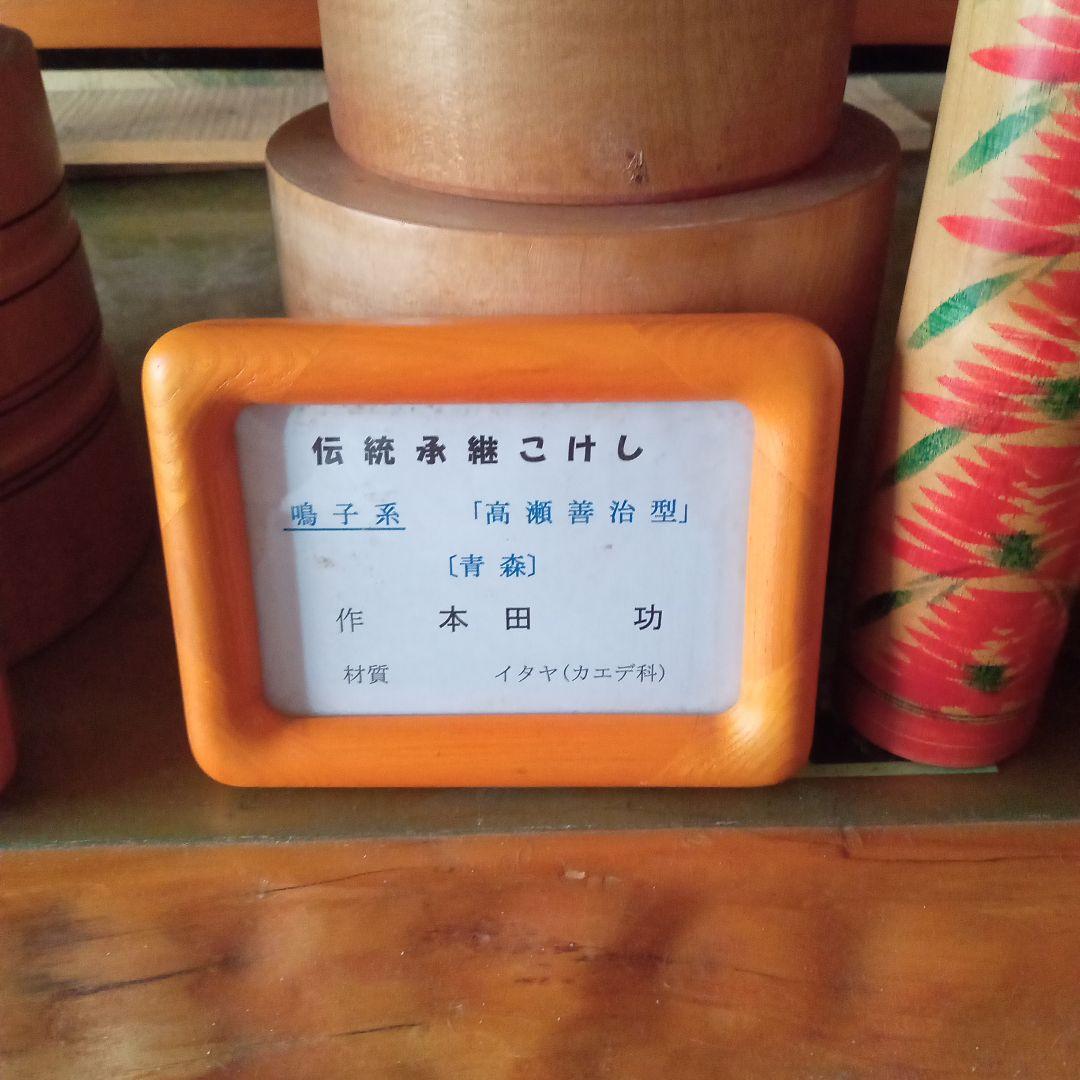 伝統承継こけし
鳴子系 「高瀬善治型」
〔青森〕
作 本田 功
材質 イタヤ(カエデ科)